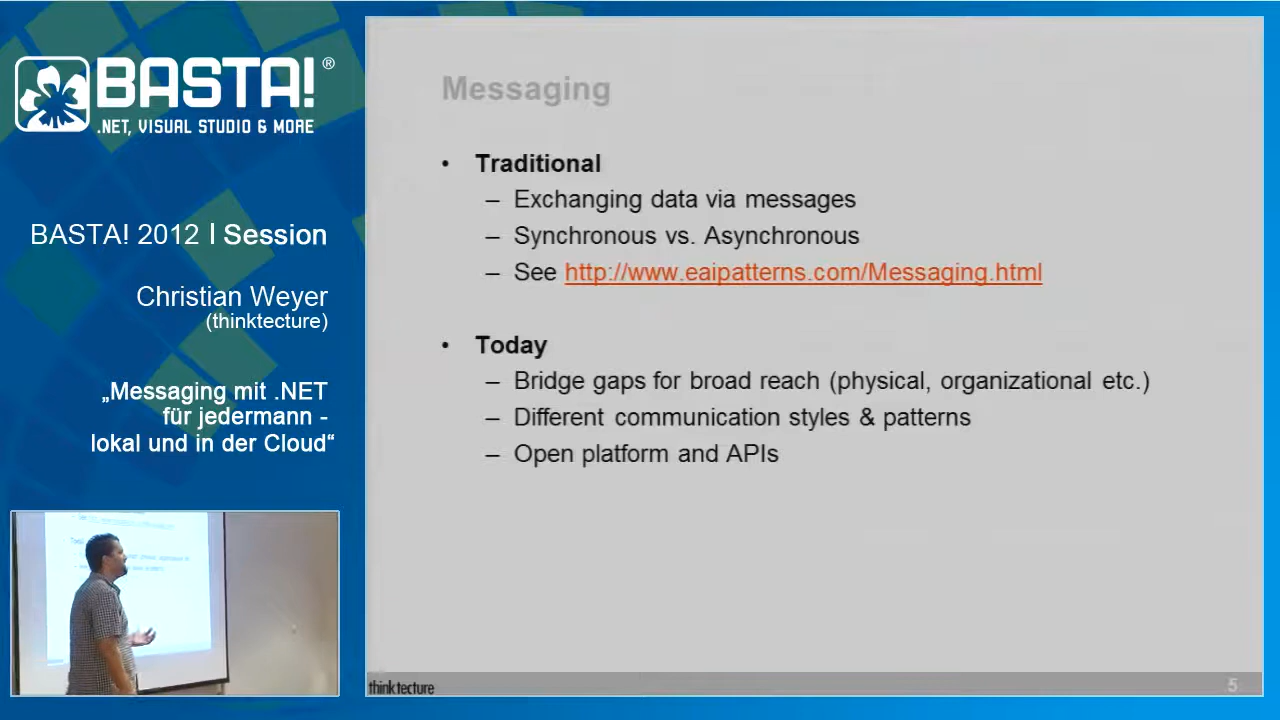 BASTA!®
.NET, VISUAL STUDIO & MORE
BASTA! 2012 | Session
Christian Weyer
(thinktecture)
„Messaging mit .NET
für jedermann -
lokal und in der Cloud“
Messaging
• Traditional
– Exchanging data via messages
– Synchronous vs. Asynchronous
– See http://www.eaipatterns.com/Messaging.html
• Today
– Bridge gaps for broad reach (physical, organizational etc.)
– Different communication styles & patterns
– Open platform and APIs
thinktecture
5